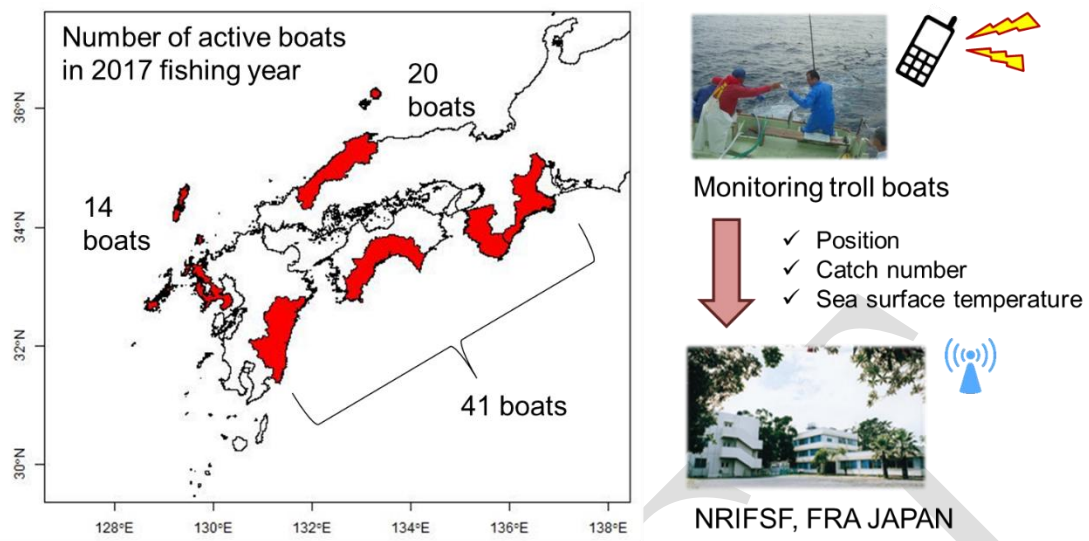 Number of active boats
in 2017 fishing year
20
boats
14
boats
41 boats
36°N
34°N
32°N
30°N
128°E
130°E
132°E
134°E
136°E
138°E
Monitoring troll boats
✓ Position
✓ Catch number
✓ Sea surface temperature
NRIFSF, FRA JAPAN